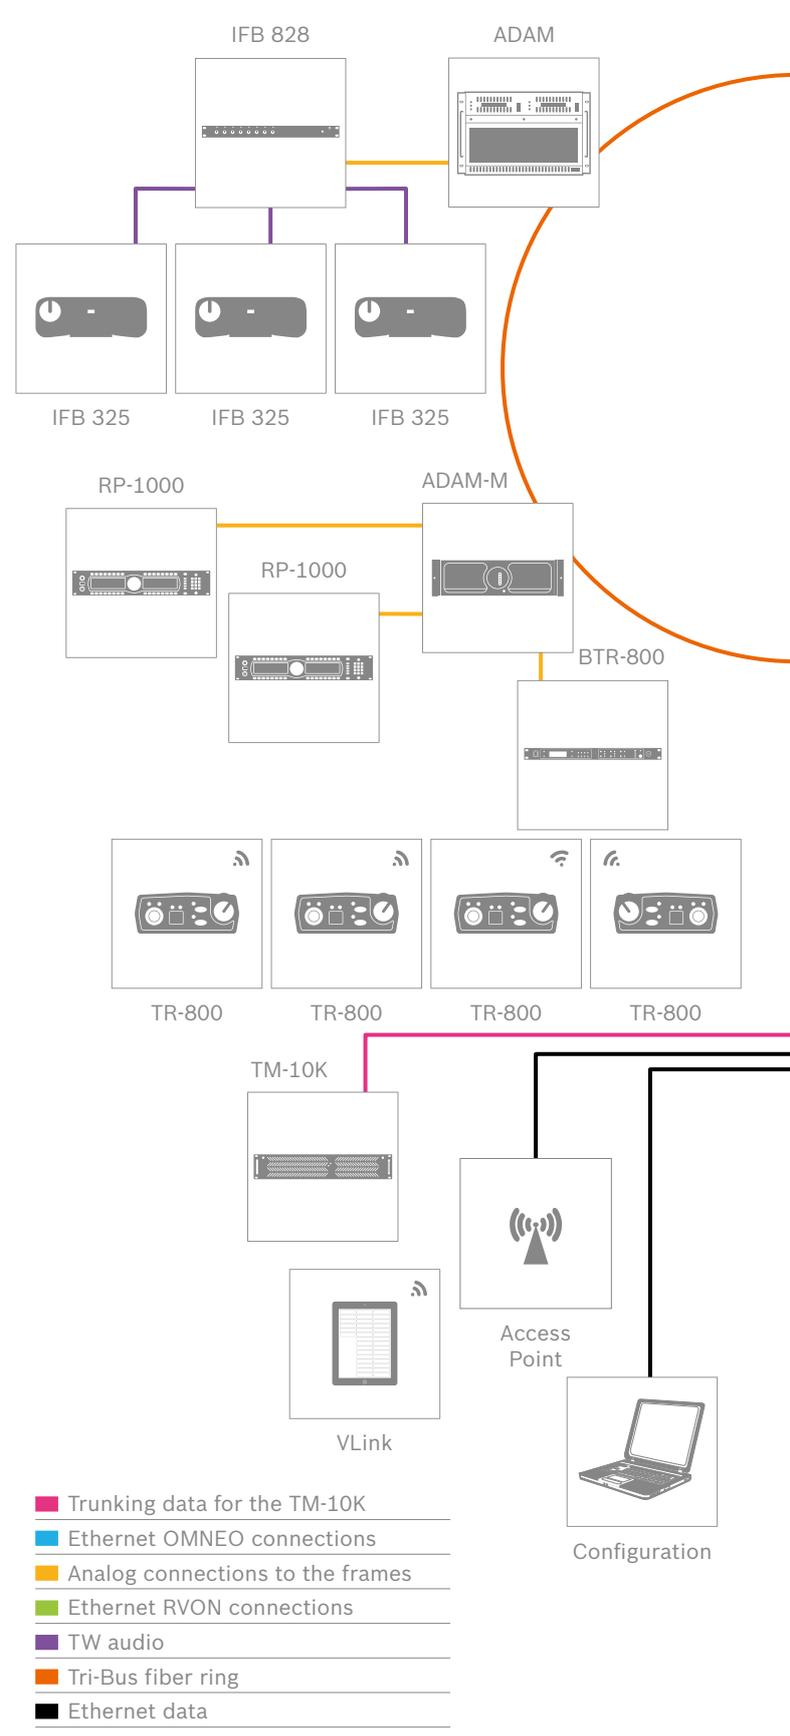 IFB 828
ADAM
IFB 325
IFB 325
IFB 325
RP-1000
ADAM-M
RP-1000
BTR-800
TR-800
TR-800
TR-800
TR-800
TM-10K
Access
Point
VLink
Configuration
Trunking data for the TM-10K
Ethernet OMNEO connections
Analog connections to the frames
Ethernet RVON connections
TW audio
Tri-Bus fiber ring
Ethernet data